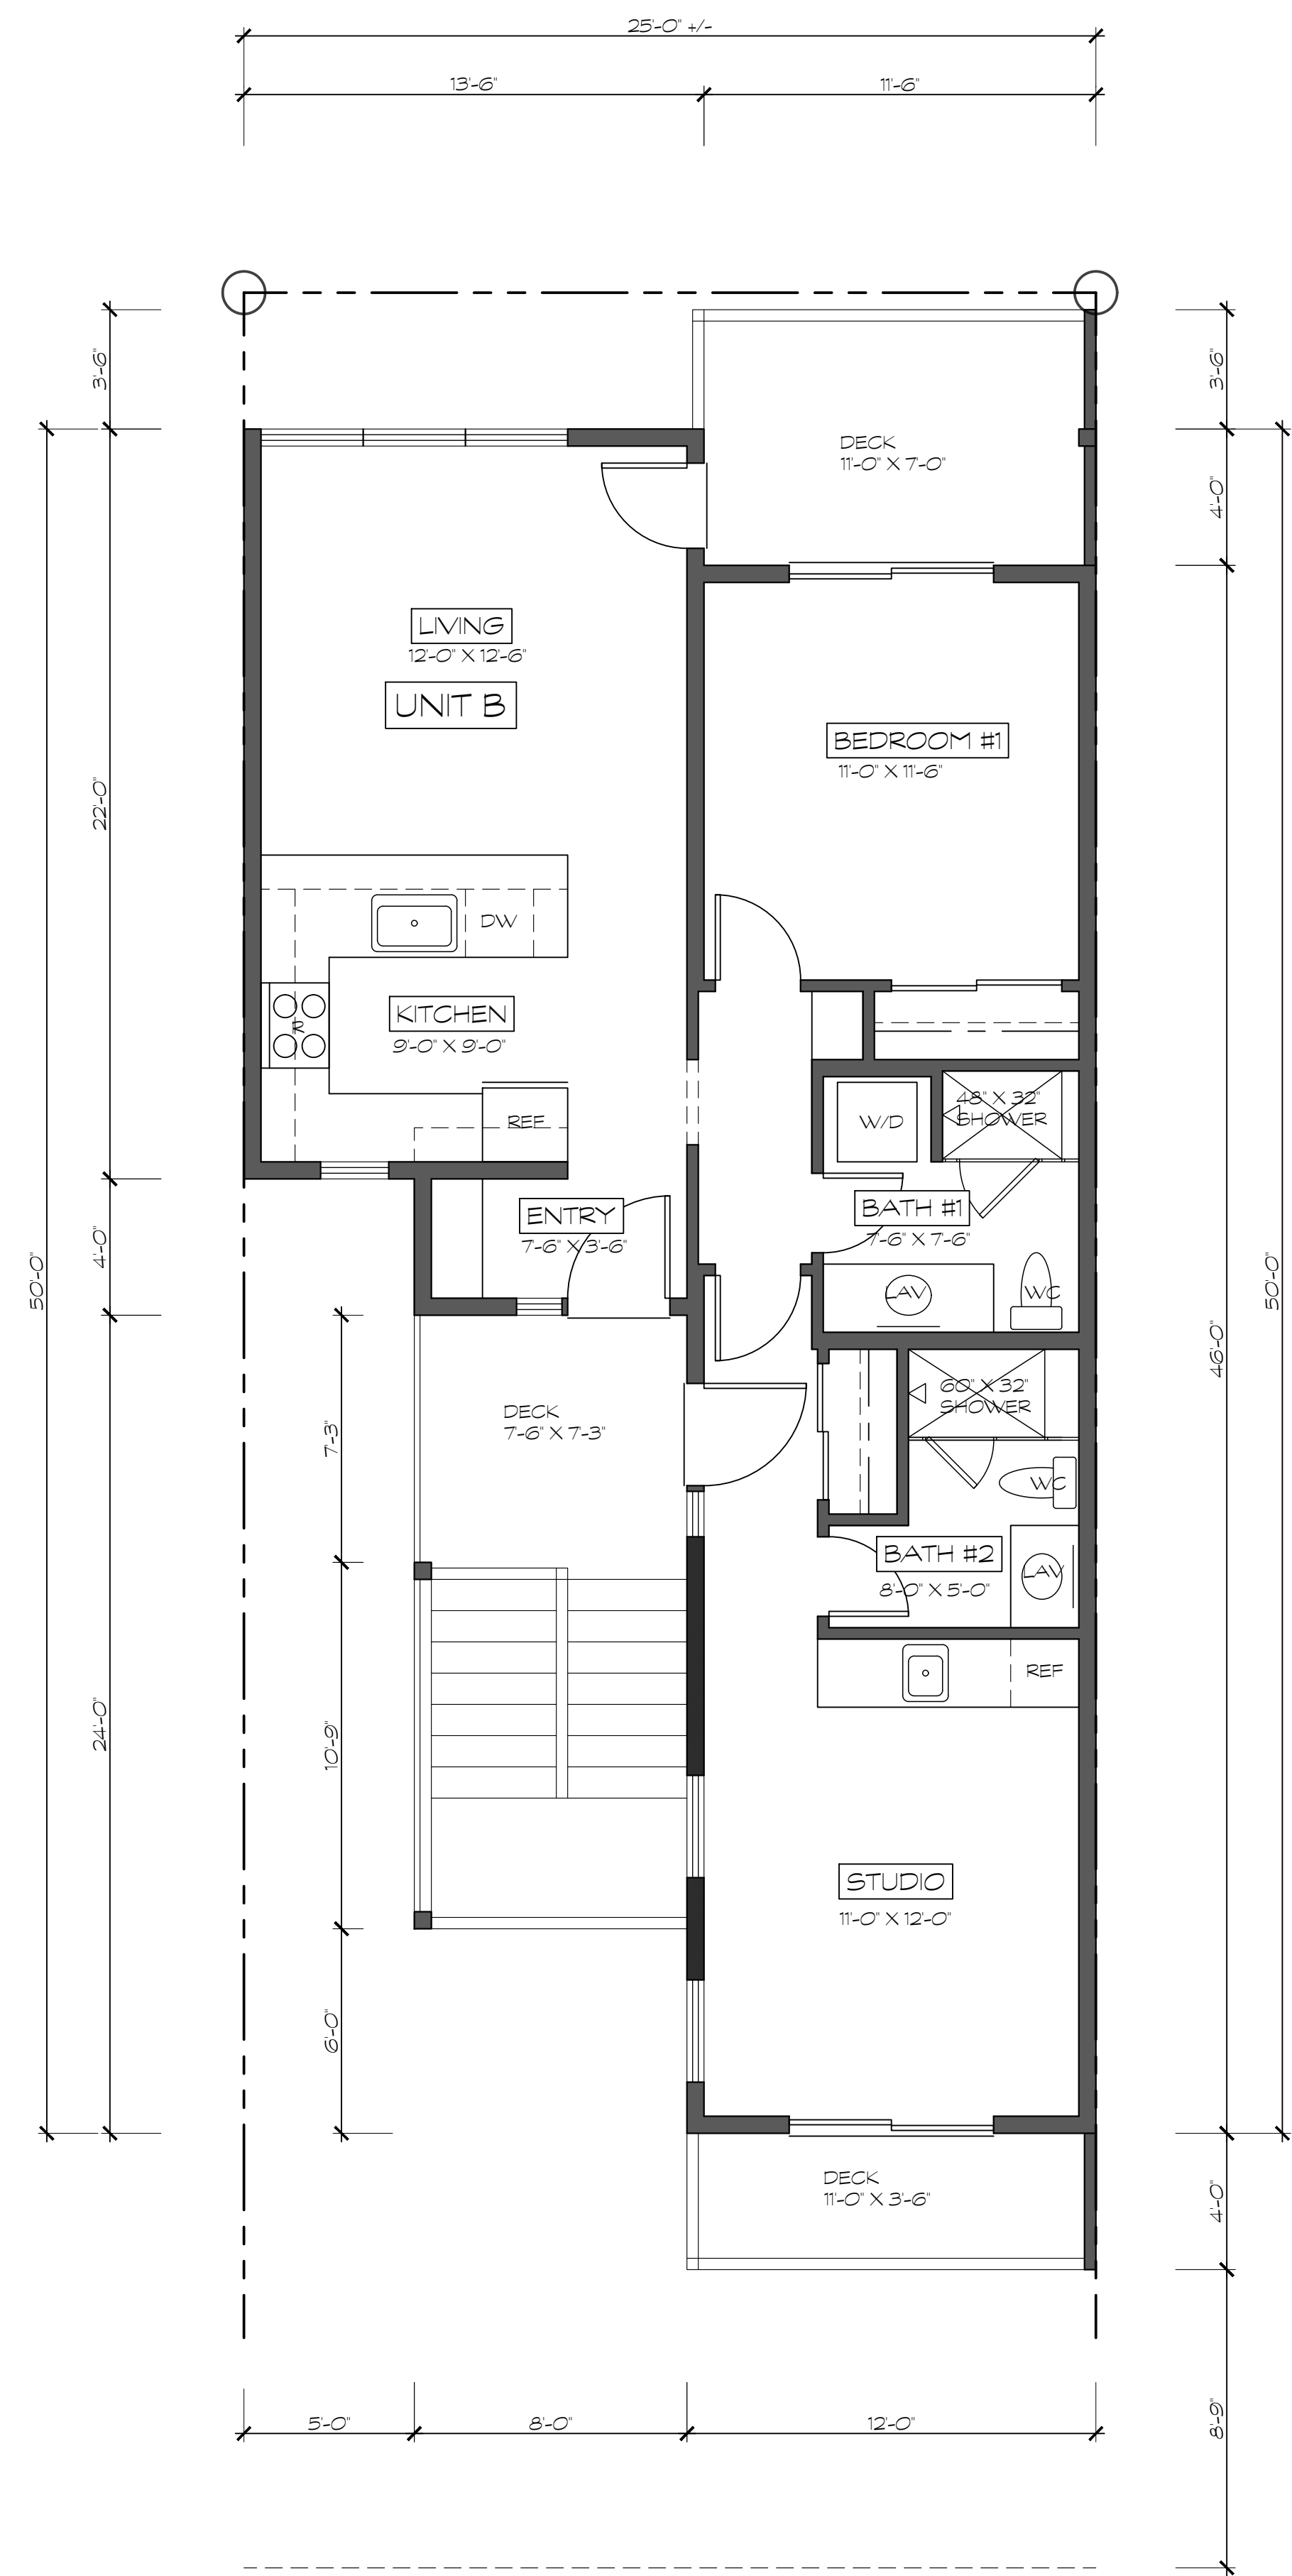 25'-0" +/-
13'-6"
11'-6"
3'-6"
3'-6"
DECK
11'-0" X 7'-0"
4'-0"
LIVING
12'-0" X 12'-6"
UNIT B
BEDROOM #1
11'-0" X 11'-6"
22'-0"
DW
KITCHEN
9'-0" X 9'-0"
R
REF
W/D
48" X 32"
SHOWER
BATH #1
7'-6" X 7'-6"
ENTRY
7'-6" X 3'-6"
4'-0"
50'-0"
50'-0"
46'-0"
LAV
WC
60" X 32"
SHOWER
DECK
7'-6" X 7'-3"
7'-3"
WC
BATH #2
8'-0" X 5'-0"
LAV
REF
24'-0"
10'-9"
STUDIO
11'-0" X 12'-0"
6'-0"
DECK
11'-0" X 3'-6"
4'-0"
5'-0"
8'-0"
12'-0"
8'-9"